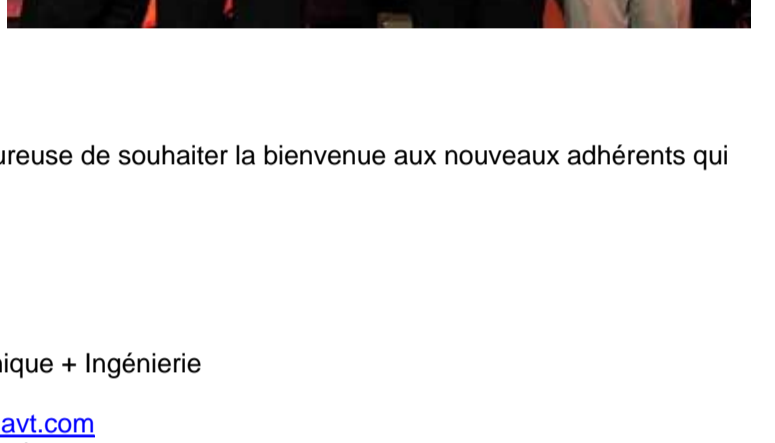 ureuse de souhaiter la bienvenue aux nouveaux adhérents qui
ique + Ingénierie
avt.com